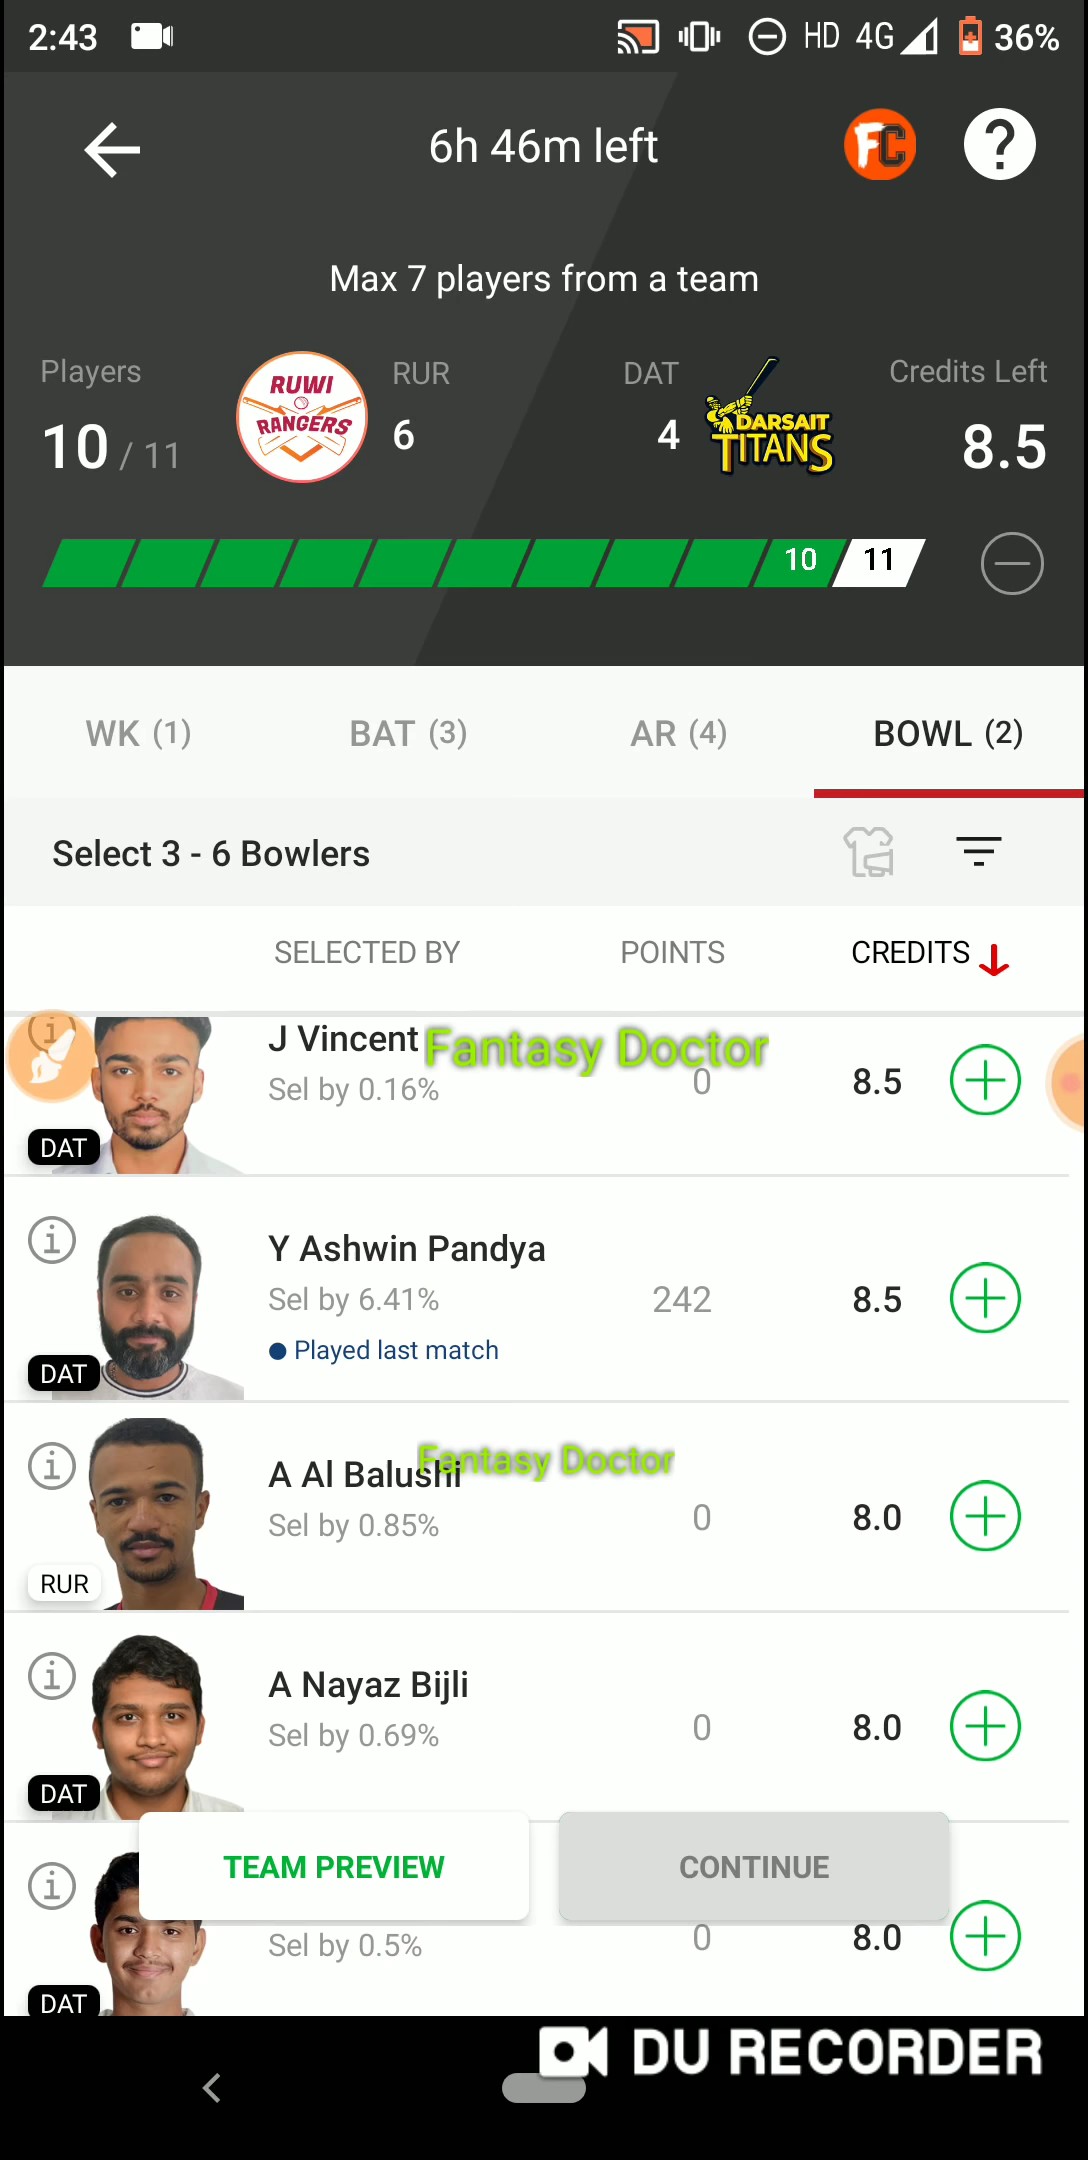 2:43
HD 4G 36%
6h 46m left
FC
?
Max 7 players from a team
Players
10 / 11
RUWI
RANGERS
RUR
6
DAT
4
DARSAIT
TITANS
Credits Left
8.5
10 11
WK (1) BAT (3) AR (4) BOWL (2)
Select 3 - 6 Bowlers
SELECTED BY POINTS CREDITS
J Vincent Fantasy Doctor
Sel by 0.16% 0 8.5
DAT
Y Ashwin Pandya
Sel by 6.41% 242 8.5
Played last match
DAT
A Al Balushi Fantasy Doctor
Sel by 0.85% 0 8.0
RUR
A Nayaz Bijli
Sel by 0.69% 0 8.0
DAT
TEAM PREVIEW CONTINUE
Sel by 0.5% 0 8.0
DAT
DU RECORDER